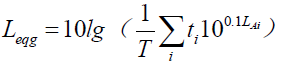 L_{eqg} = 10lg（\frac{1}{T}\sum_{i} t_i 10^{0.1L_{Ai}}）